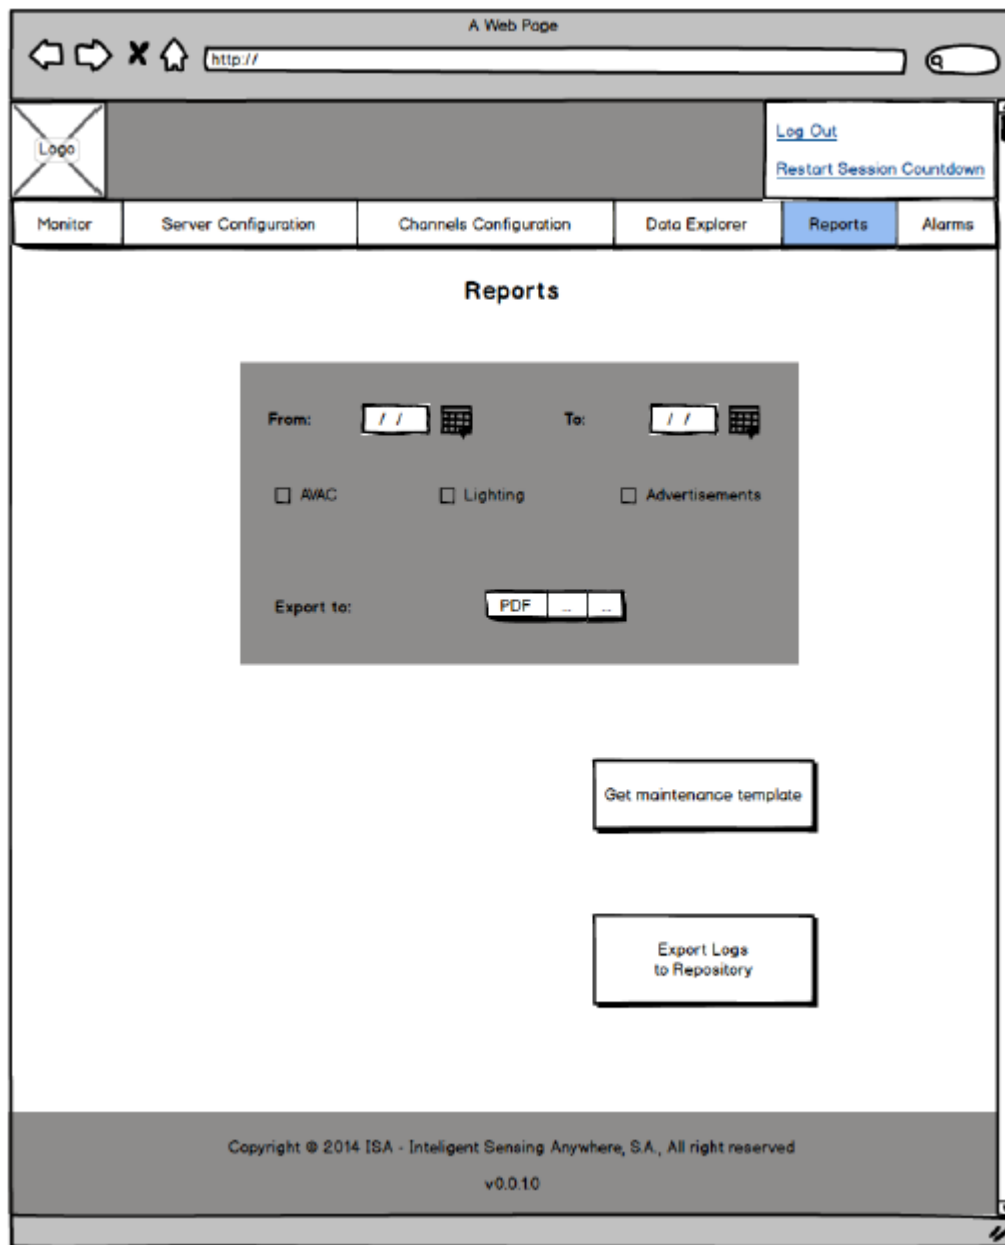 A Web Page
http://
Logo
Log Out
Restart Session Countdown
Monitor Server Configuration Channels Configuration Data Explorer Reports Alarms
Reports
From: / / To: / /
AVAC Lighting Advertisements
Export to: PDF ... ...
Get maintenance template
Export Logs
to Repository
Copyright © 2014 ISA - Inteligent Sensing Anywhere, S.A., All right reserved
v0.0.1.0